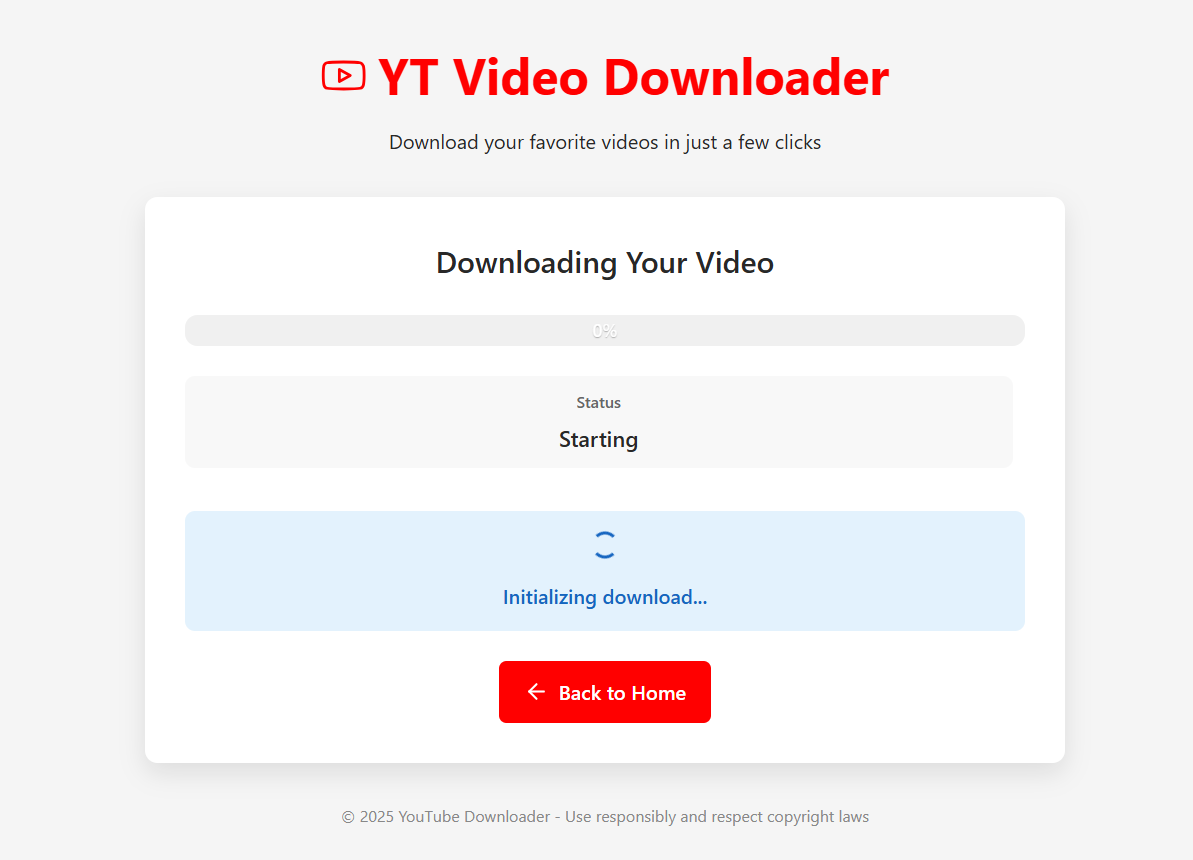 YT Video Downloader
Download your favorite videos in just a few clicks
Downloading Your Video
0%
Status
Starting
Initializing download...
Back to Home
© 2025 YouTube Downloader - Use responsibly and respect copyright laws